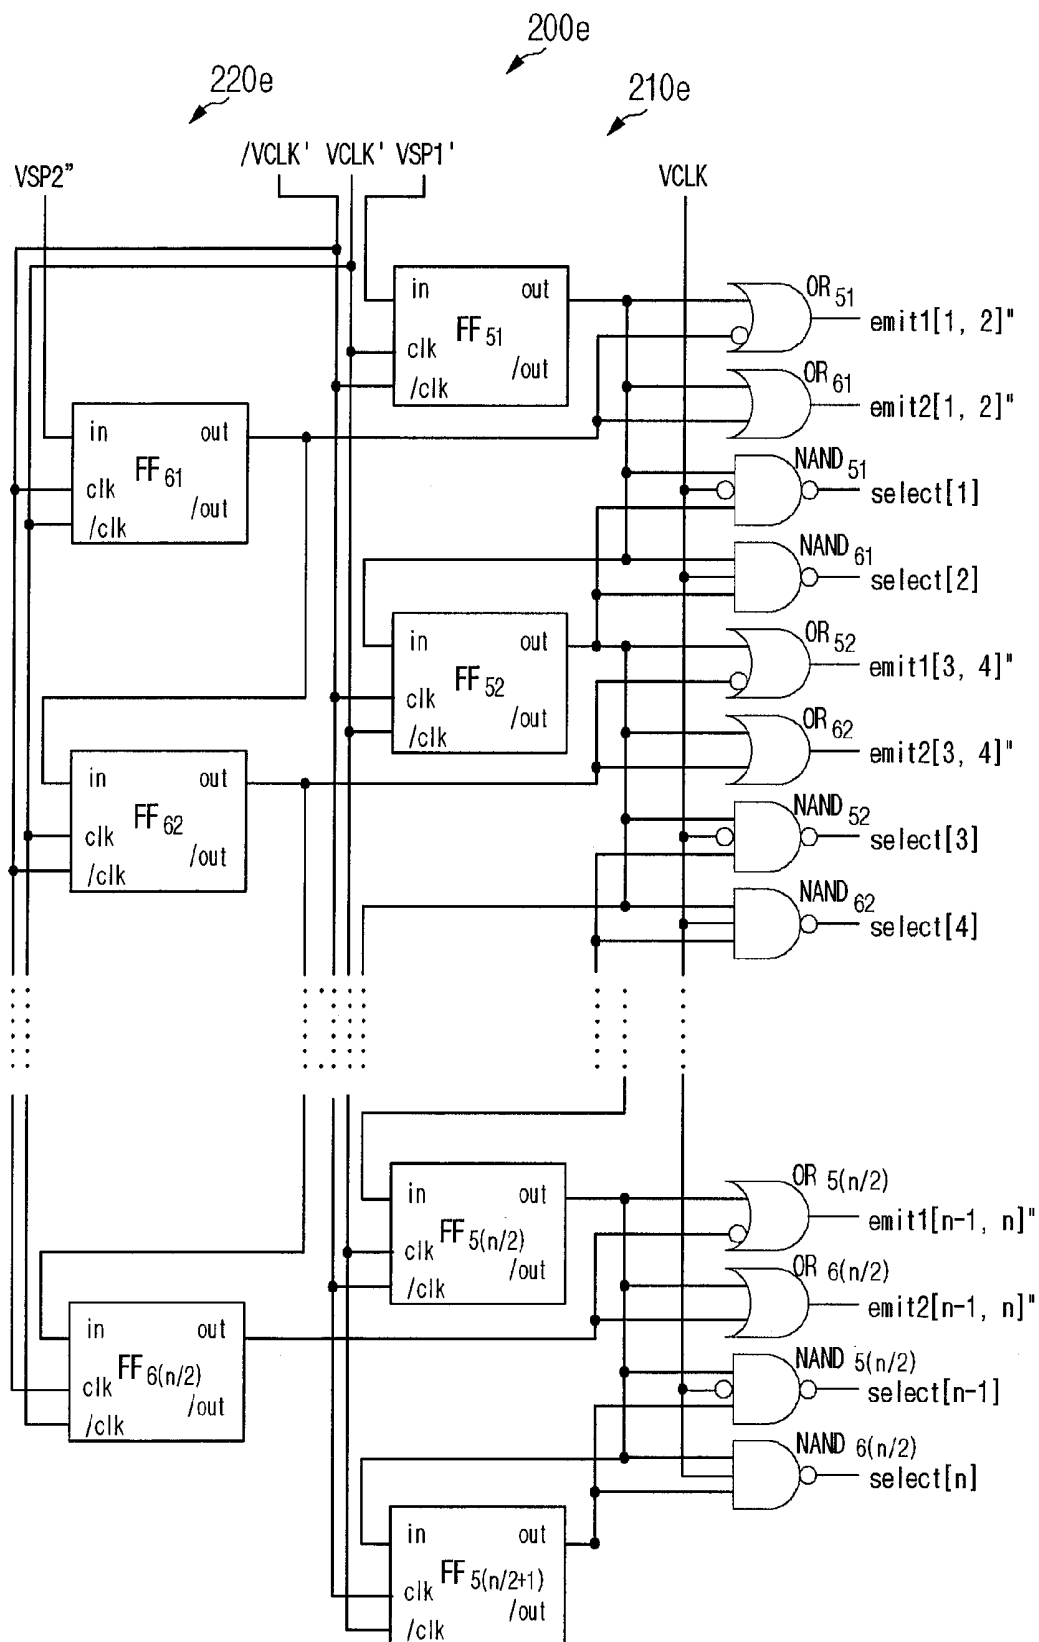 200e
220e
210e
/VCLK' VCLK' VSP1'
VSP2"
VCLK
in out
FF51
clk
/out
/clk
OR51
emit1[1, 2]"
OR61
emit2[1, 2]"
in out
FF61
clk
/out
/clk
NAND51
select[1]
NAND61
select[2]
in out
FF52
clk
/out
/clk
OR52
emit1[3, 4]"
OR62
emit2[3, 4]"
in out
FF62
clk
/out
/clk
NAND52
select[3]
NAND62
select[4]
in out
FF5(n/2)
clk
/out
/clk
OR5(n/2)
emit1[n-1, n]"
OR6(n/2)
emit2[n-1, n]"
in out
FF6(n/2)
clk
/out
/clk
NAND5(n/2)
select[n-1]
NAND6(n/2)
select[n]
in out
FF5(n/2+1)
clk
/out
/clk